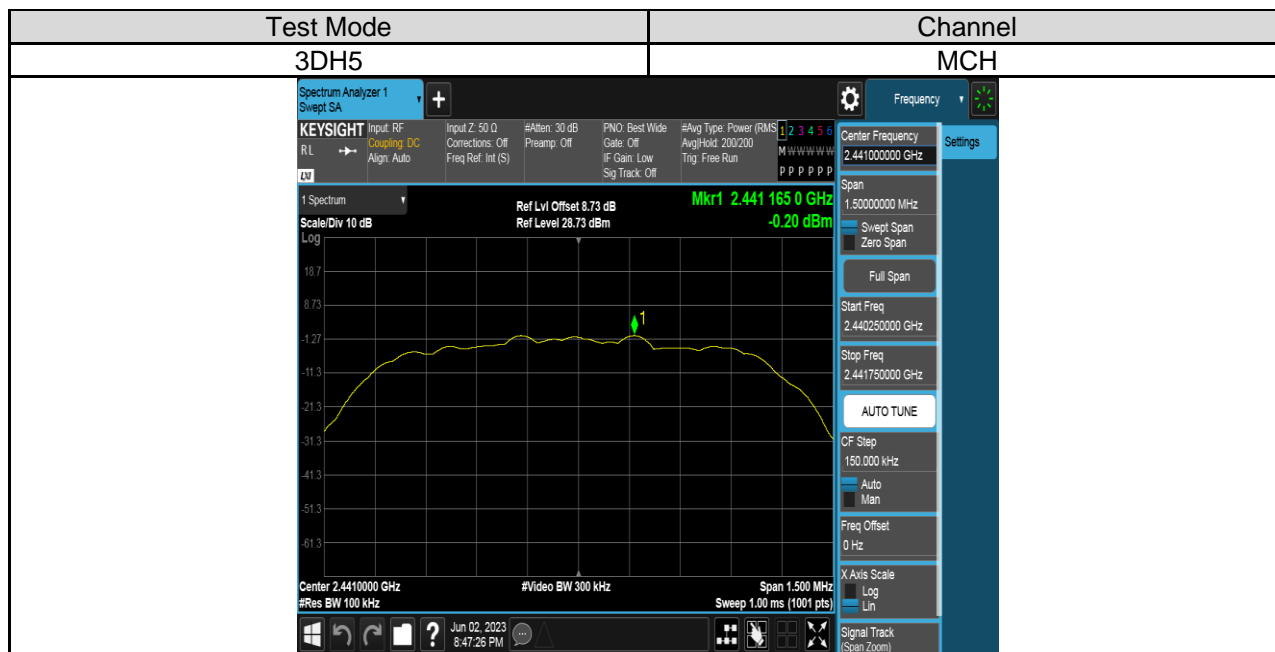 Test Mode Channel
3DH5 MCH
Spectrum Analyzer 1
Swept SA
+
Frequency
KEYSIGHT
RL
LXI
Input: RF
Coupling: DC
Align: Auto
Input Z: 50 Ω
Corrections: Off
Freq Ref: Int (S)
#Atten: 30 dB
Preamp: Off
PNO: Best Wide
Gate: Off
IF Gain: Low
Sig Track: Off
#Avg Type: Power (RMS
Avg|Hold: 200/200
Trig: Free Run
1 2 3 4 5 6
M W W W W W
P P P P P P
1 Spectrum
Scale/Div 10 dB
Log
Ref Lvl Offset 8.73 dB
Ref Level 28.73 dBm
Mkr1 2.441 165 0 GHz
-0.20 dBm
18.7
8.73
-1.27
-11.3
-21.3
-31.3
-41.3
-51.3
-61.3
1
Center 2.4410000 GHz
#Res BW 100 kHz
#Video BW 300 kHz
Span 1.500 MHz
Sweep 1.00 ms (1001 pts)
Center Frequency
2.441000000 GHz
Settings
Span
1.50000000 MHz
Swept Span
Zero Span
Full Span
Start Freq
2.440250000 GHz
Stop Freq
2.441750000 GHz
AUTO TUNE
CF Step
150.000 kHz
Auto
Man
Freq Offset
0 Hz
X Axis Scale
Log
Lin
Signal Track
(Span Zoom)
?
Jun 02, 2023
8:47:26 PM